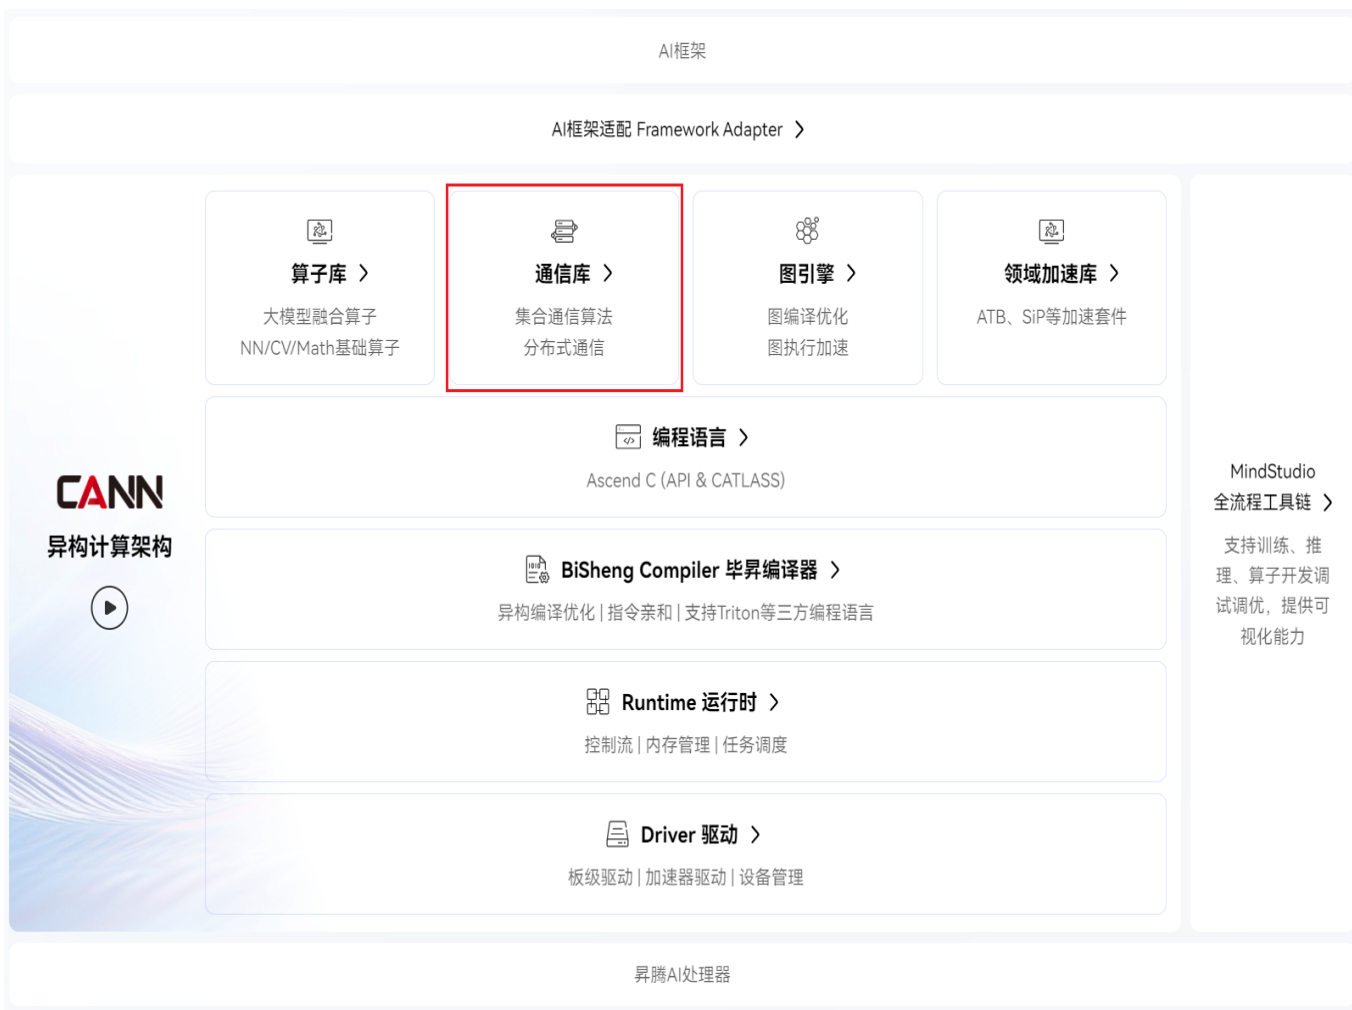 AI框架
AI框架适配 Framework Adapter
算子库
大模型融合算子
NN/CV/Math基础算子
通信库
集合通信算法
分布式通信
图引擎
图编译优化
图执行加速
领域加速库
ATB、SiP等加速套件
编程语言
Ascend C (API & CATLASS)
CANN
异构计算架构
BiSheng Compiler 毕昇编译器
异构编译优化 | 指令亲和 | 支持Triton等三方编程语言
Runtime 运行时
控制流 | 内存管理 | 任务调度
Driver 驱动
板级驱动 | 加速器驱动 | 设备管理
MindStudio
全流程工具链
支持训练、推
理、算子开发调
试调优，提供可
视化能力
昇腾AI处理器